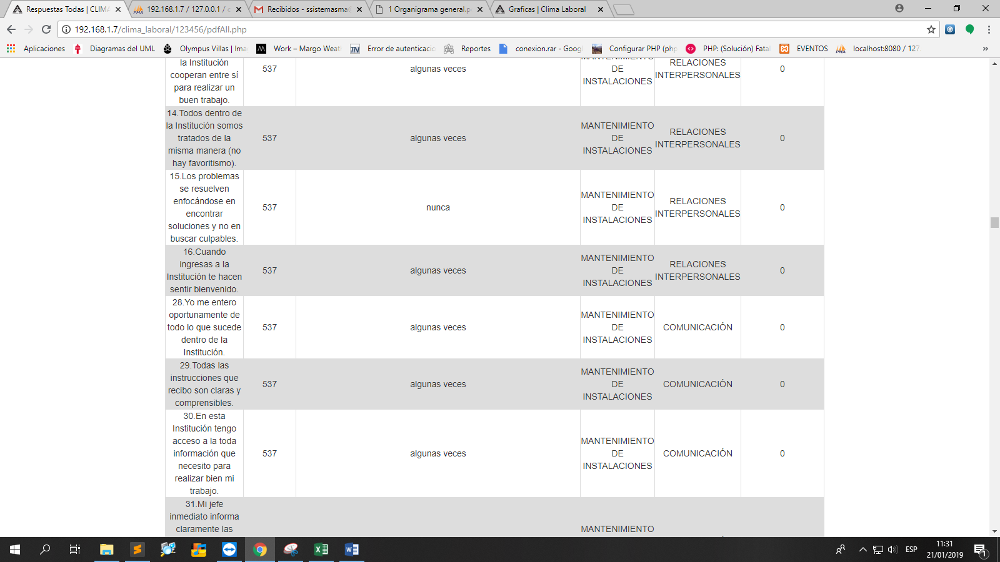 Respuestas Todas | CLIMA
192.168.1.7 / 127.0.0.1 / c
Recibidos - ssistemasma
1 Organigrama general.p
Graficas | Clima Laboral
192.168.1.7/clima_laboral/123456/pdfAll.php
Aplicaciones
Diagramas del UML
Olympus Villas | Ima
Work – Margo Weat
Error de autenticacio
Reportes
conexion.rar - Googl
Configurar PHP (php
PHP: (Solución) Fatal
EVENTOS
localhost:8080 / 127.
»
la Institución
cooperan entre sí
para realizar un
buen trabajo.
537
algunas veces
MANTENIMIENTO
DE
INSTALACIONES
RELACIONES
INTERPERSONALES
0
14.Todos dentro de
la Institución somos
tratados de la
misma manera (no
hay favoritismo).
537
algunas veces
MANTENIMIENTO
DE
INSTALACIONES
RELACIONES
INTERPERSONALES
0
15.Los problemas
se resuelven
enfocándose en
encontrar
soluciones y no en
buscar culpables.
537
nunca
MANTENIMIENTO
DE
INSTALACIONES
RELACIONES
INTERPERSONALES
0
16.Cuando
ingresas a la
Institución te hacen
sentir bienvenido.
537
algunas veces
MANTENIMIENTO
DE
INSTALACIONES
RELACIONES
INTERPERSONALES
0
28.Yo me entero
oportunamente de
todo lo que sucede
dentro de la
Institución.
537
algunas veces
MANTENIMIENTO
DE
INSTALACIONES
COMUNICACIÓN
0
29.Todas las
instrucciones que
recibo son claras y
comprensibles.
537
algunas veces
MANTENIMIENTO
DE
INSTALACIONES
COMUNICACIÓN
0
30.En esta
Institución tengo
acceso a la toda
información que
necesito para
realizar bien mi
trabajo.
537
algunas veces
MANTENIMIENTO
DE
INSTALACIONES
COMUNICACIÓN
0
31.Mi jefe
inmediato informa
claramente las
MANTENIMIENTO
ESP
11:31
21/01/2019
1